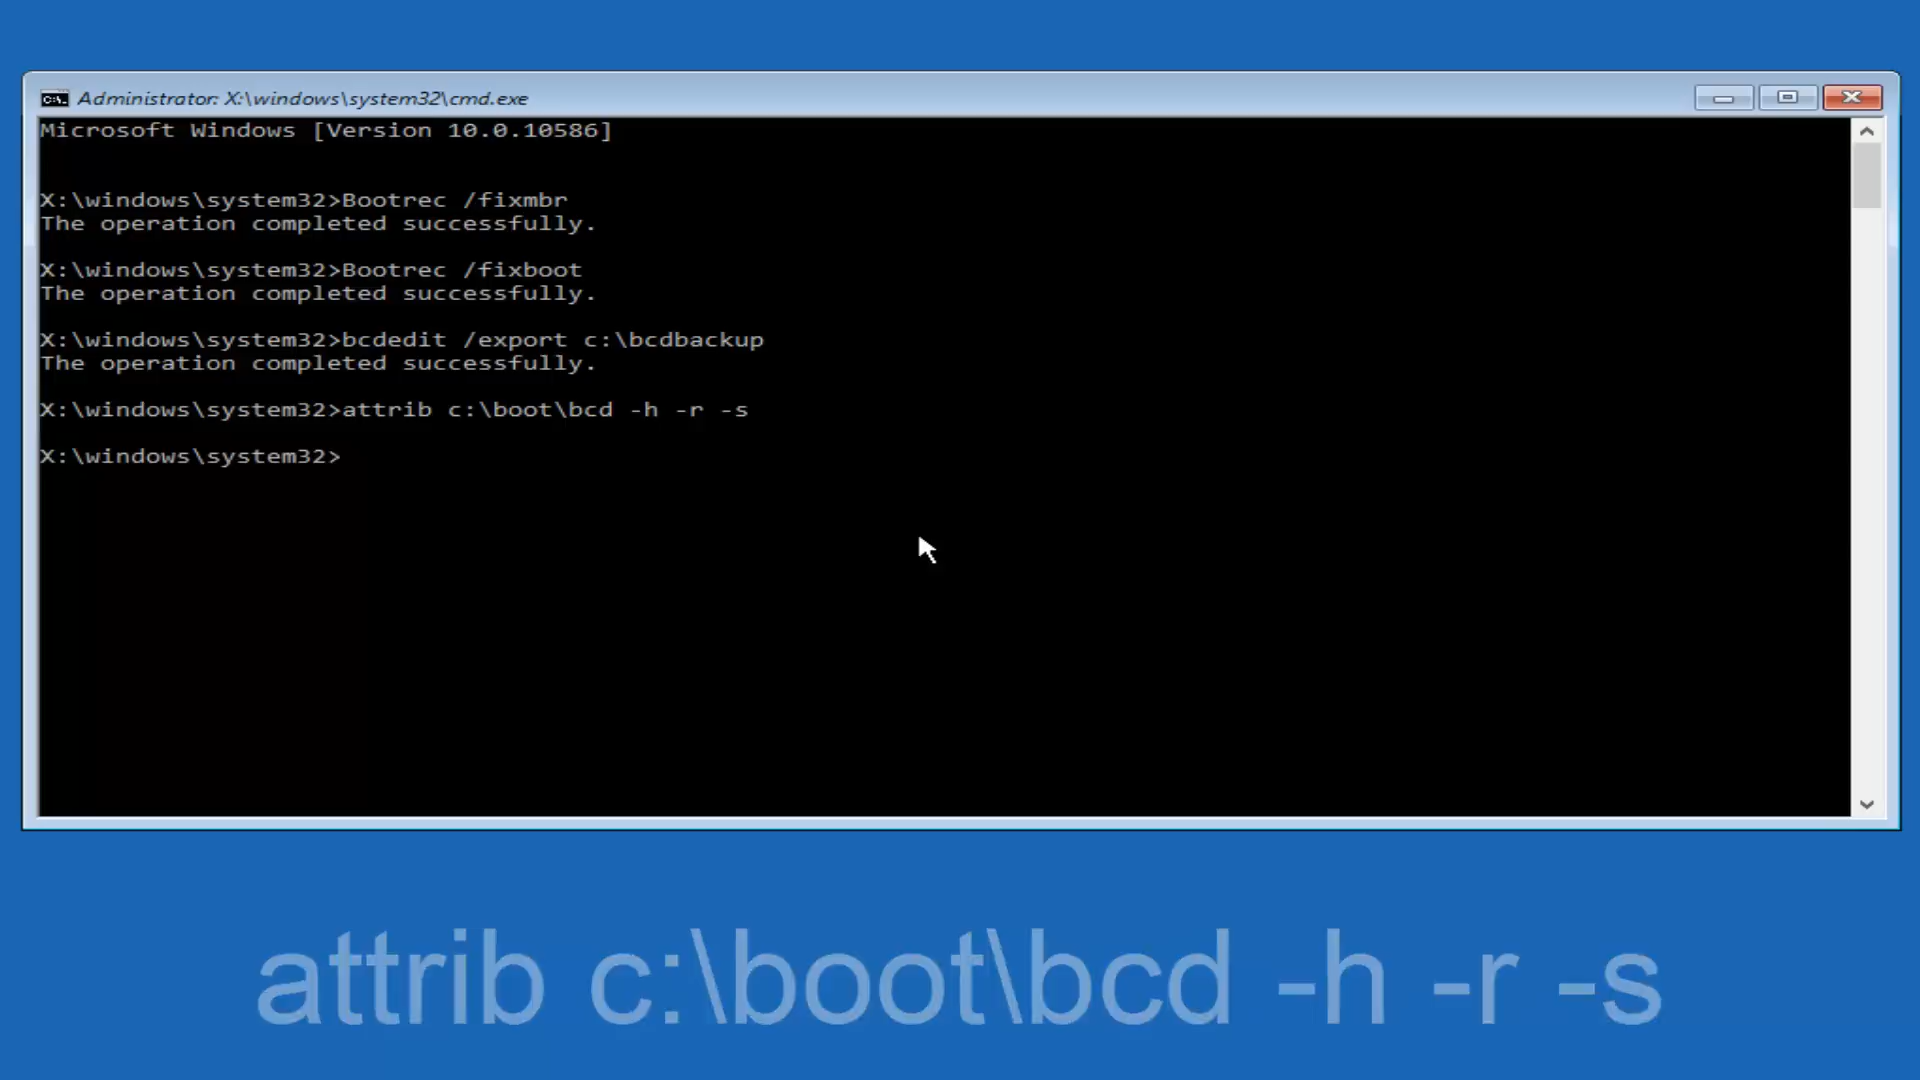 Administrator: X:\windows\system32\cmd.exe
Microsoft Windows [Version 10.0.10586]
X:\windows\system32>Bootrec /fixmbr
The operation completed successfully.
X:\windows\system32>Bootrec /fixboot
The operation completed successfully.
X:\windows\system32>bcdedit /export c:\bcdbackup
The operation completed successfully.
X:\windows\system32>attrib c:\boot\bcd -h -r -s
X:\windows\system32>
attrib c:\boot\bcd -h -r -s